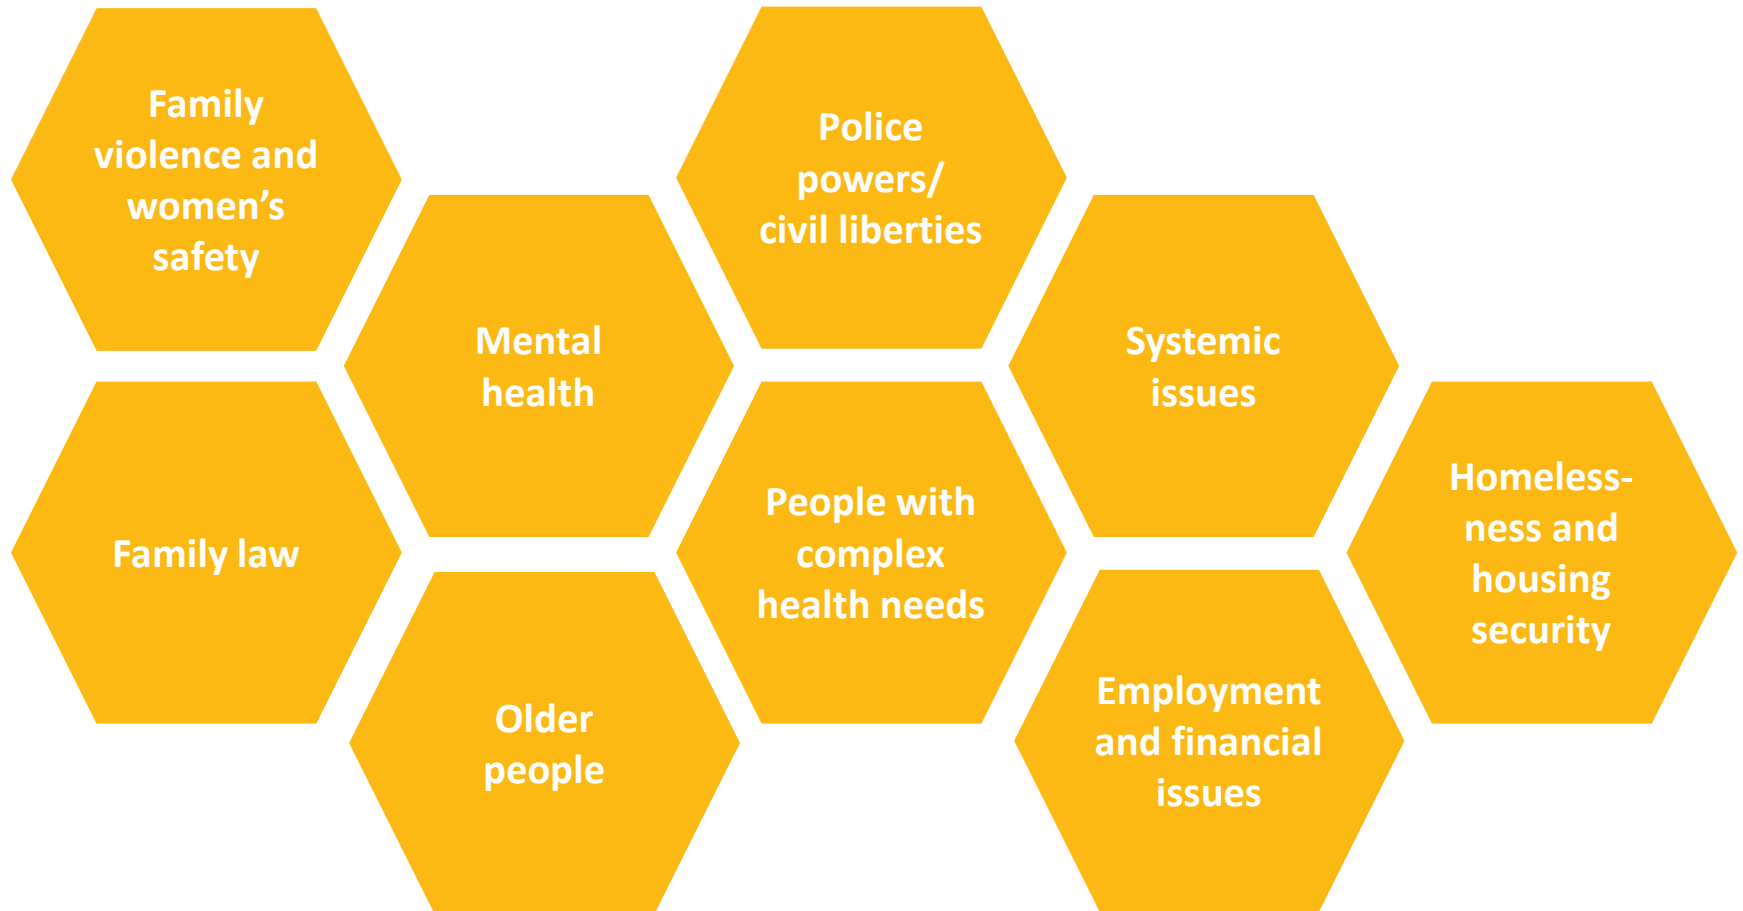 Family
violence and
women’s
safety
Police
powers/
civil liberties
Mental
health
Systemic
issues
Family law
People with
complex
health needs
Homeless-
ness and
housing
security
Older
people
Employment
and financial
issues